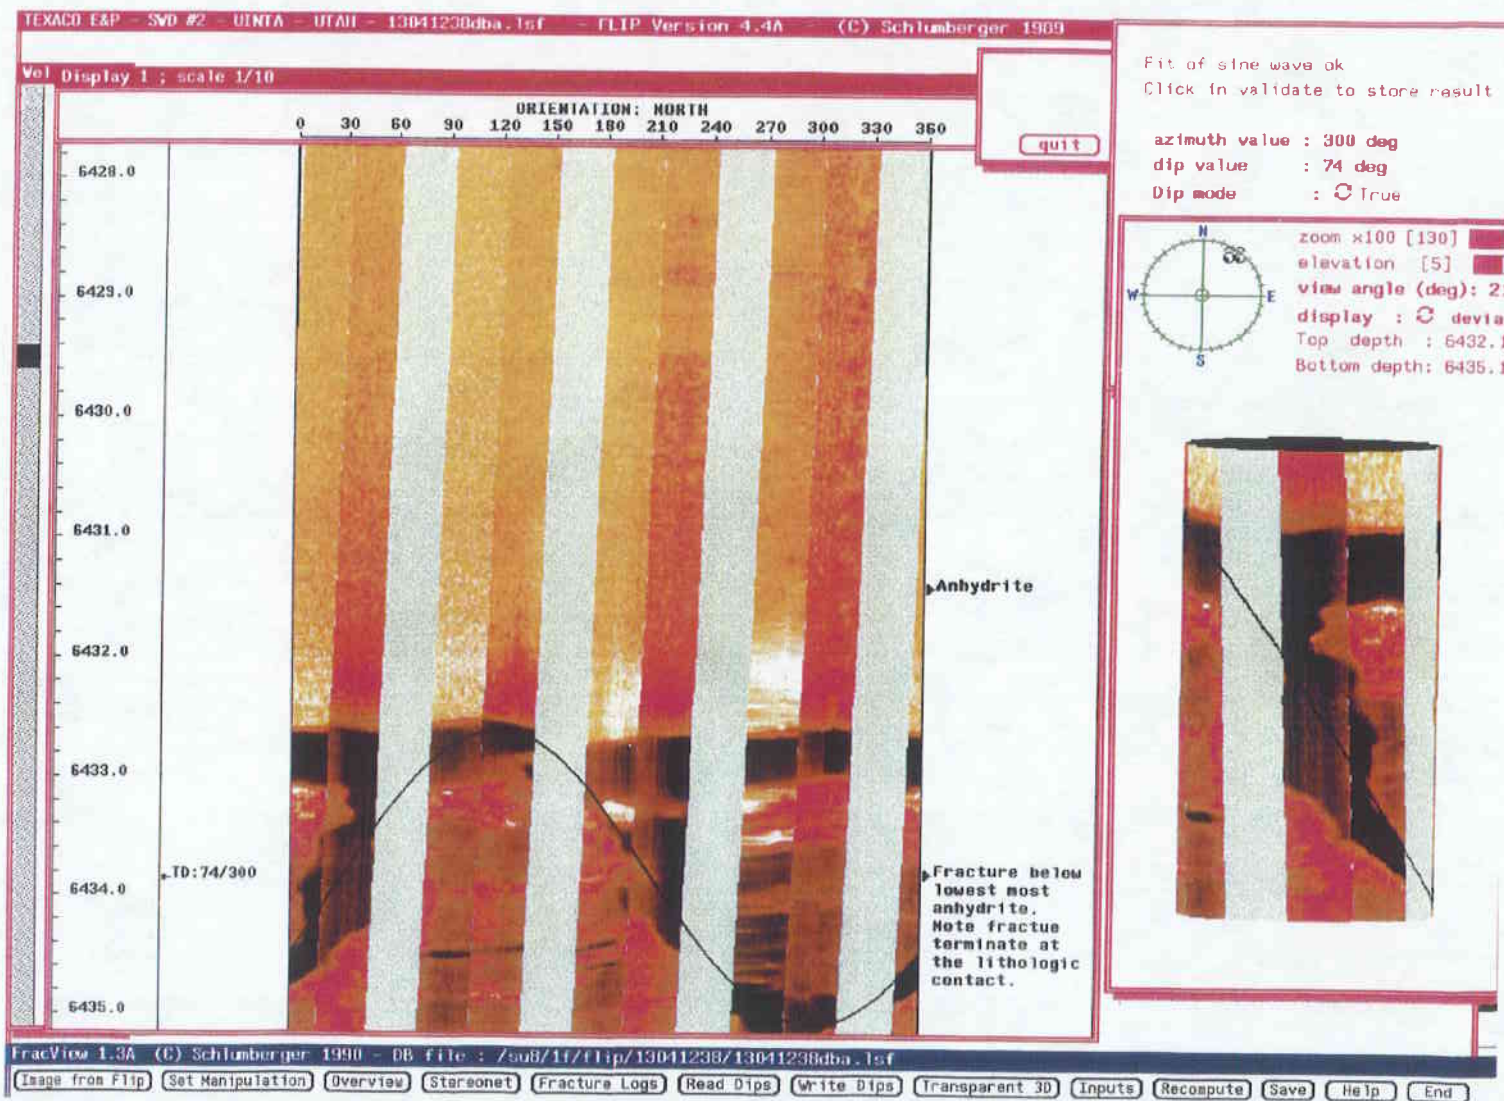 TEXACO E&P - SWD #2 - UINTA - UTAH - 13041238dba.lsf - FLIP Version 4.4A (C) Schlumberger 1989
Display 1 ; scale 1/10
ORIENTATION: NORTH
0 30 60 90 120 150 180 210 240 270 300 330 360
quit
6428.0
6429.0
6430.0
6431.0
6432.0
6433.0
6434.0
6435.0
TD:74/300
Anhydrite
Fracture below
lowest most
anhydrite.
Note fractue
terminate at
the lithologic
contact.
Fit of sine wave ok
Click in validate to store result
azimuth value : 300 deg
dip value : 74 deg
Dip mode : True
N
W E
S
zoom x100 [130]
elevation [5]
view angle (deg):
display :
Top depth : 6432.1
Bottom depth: 6435.1
FracView 1.3A (C) Schlumberger 1990 - DB file : /su8/1f/flip/13041238/13041238dba.lsf
Image from Flip Set Manipulation Overview Stereonet Fracture Logs Read Dips Write Dips Transparent 3D Inputs Recompute Save Help End